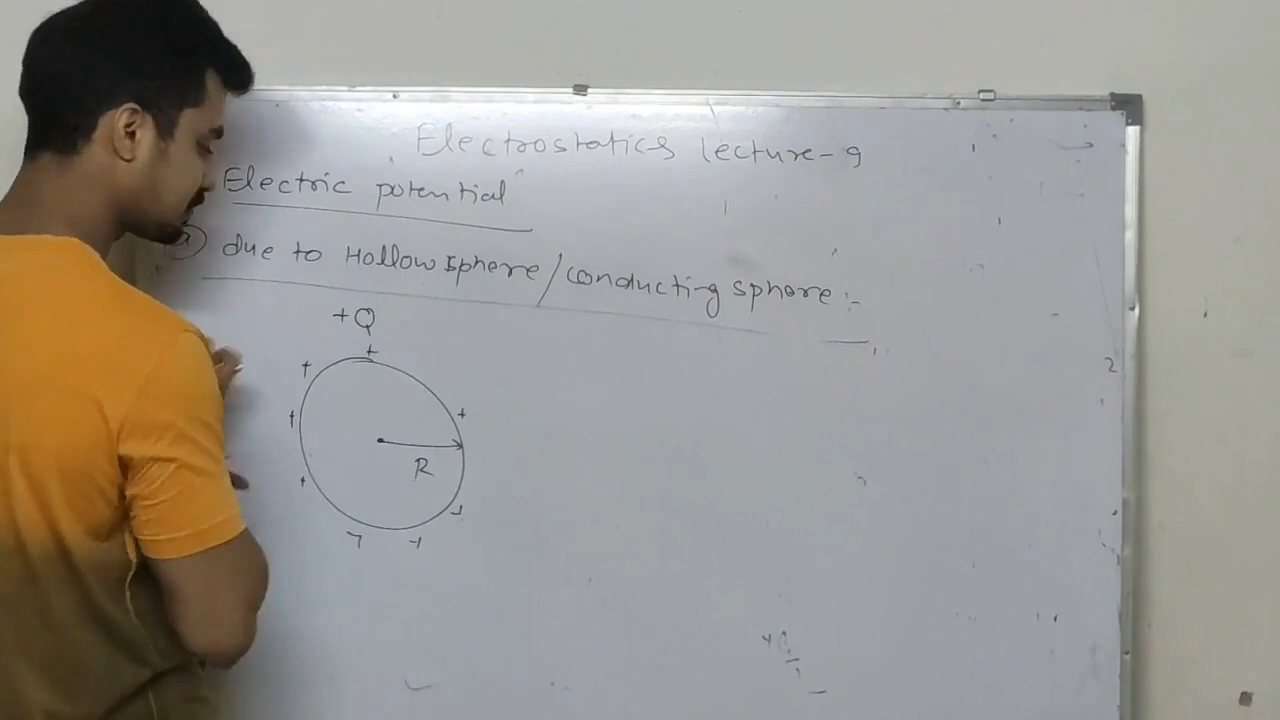 Electrostatics lecture-9
Electric potential
(a) due to Hollow sphere/conducting sphere :-
+Q
R